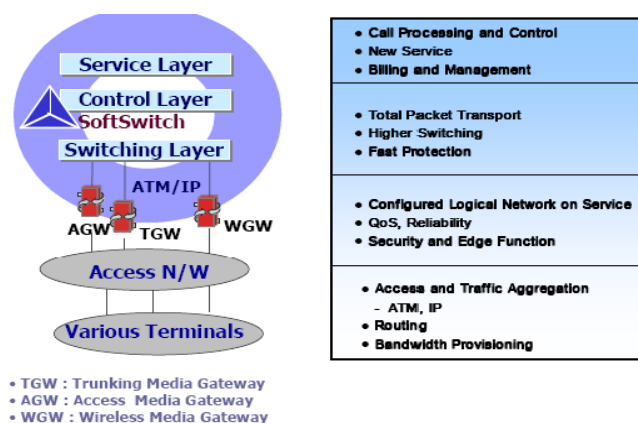 Service Layer
Control Layer
SoftSwitch
Switching Layer
ATM/IP
AGW
TGW
WGW
Access N/W
Various Terminals
• TGW : Trunking Media Gateway
• AGW : Access Media Gateway
• WGW : Wireless Media Gateway
• Call Processing and Control
• New Service
• Billing and Management
• Total Packet Transport
• Higher Switching
• Fast Protection
• Configured Logical Network on Service
• QoS, Reliability
• Security and Edge Function
• Access and Traffic Aggregation
- ATM, IP
• Routing
• Bandwidth Provisioning